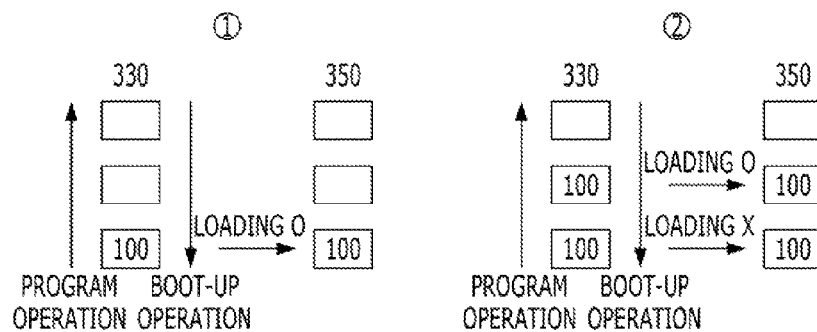 ① ②
330 350 330 350
LOADING O
100 100
LOADING O LOADING X
100 100 100 100
PROGRAM BOOT-UP PROGRAM BOOT-UP
OPERATION OPERATION OPERATION OPERATION